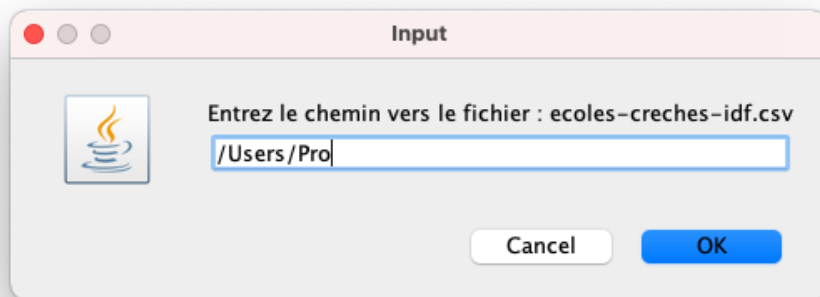 Input
Entrez le chemin vers le fichier : ecoles-creches-idf.csv
/Users/Pro
Cancel OK